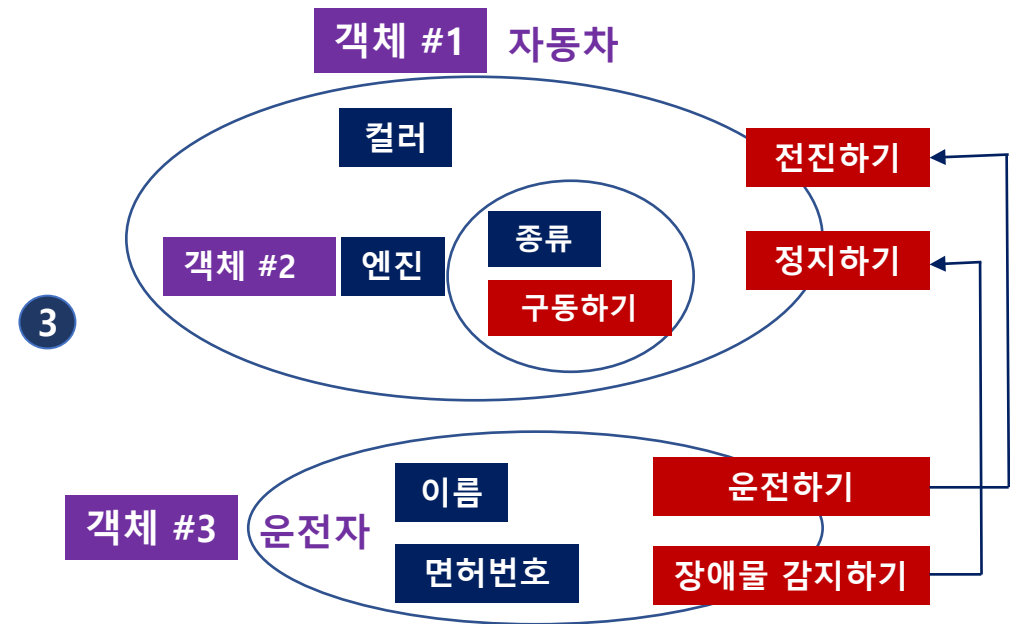 객체 #1 자동차
컬러
전진하기
객체 #2 엔진
종류
정지하기
구동하기
3
이름
운전하기
객체 #3 운전자
면허번호
장애물 감지하기